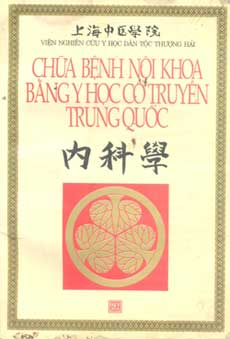 上海中医學院
VIỆN NGHIÊN CỨU Y HỌC DÂN TỘC THƯỢNG HẢI
CHỮA BỆNH NỘI KHOA
BẰNG Y HỌC CỔ TRUYỀN
TRUNG QUỐC
内科學